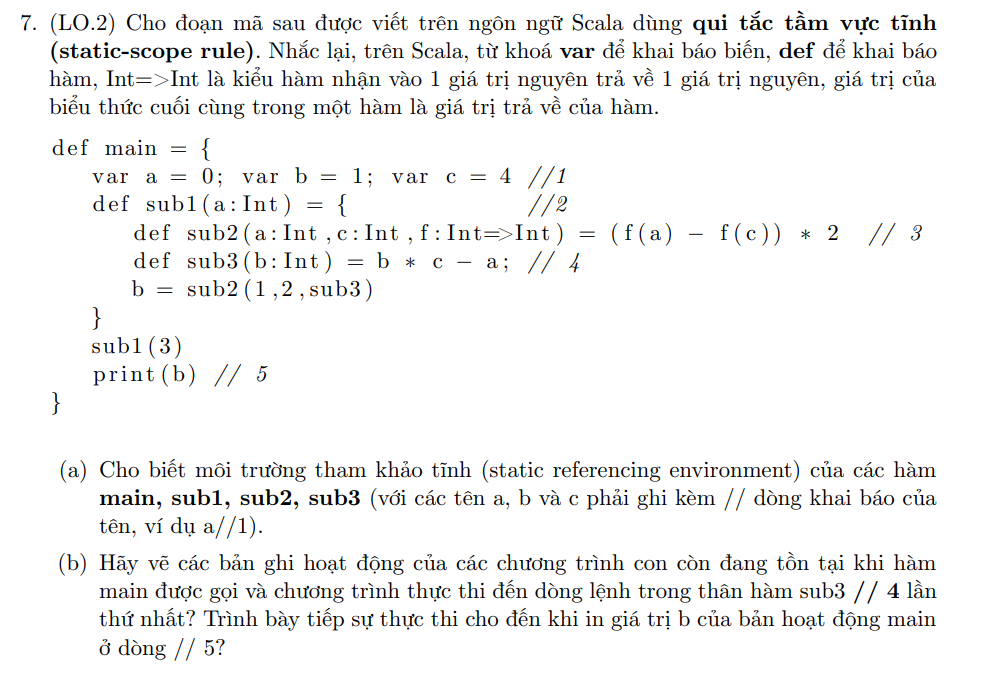 7. (LO.2) Cho đoạn mã sau được viết trên ngôn ngữ Scala dùng qui tắc tầm vực tĩnh
(static-scope rule). Nhắc lại, trên Scala, từ khoá var để khai báo biến, def để khai báo
hàm, Int=>Int là kiểu hàm nhận vào 1 giá trị nguyên trả về 1 giá trị nguyên, giá trị của
biểu thức cuối cùng trong một hàm là giá trị trả về của hàm.
def main = {
var a = 0; var b = 1; var c = 4 //1
def sub1(a:Int) = { //2
def sub2(a:Int,c:Int,f:Int=>Int) = (f(a) − f(c)) * 2 // 3
def sub3(b:Int) = b * c − a; // 4
b = sub2(1,2,sub3)
}
sub1(3)
print(b) // 5
}
(a) Cho biết môi trường tham khảo tĩnh (static referencing environment) của các hàm
main, sub1, sub2, sub3 (với các tên a, b và c phải ghi kèm // dòng khai báo của
tên, ví dụ a//1).
(b) Hãy vẽ các bản ghi hoạt động của các chương trình con còn đang tồn tại khi hàm
main được gọi và chương trình thực thi đến dòng lệnh trong thân hàm sub3 // 4 lần
thứ nhất? Trình bày tiếp sự thực thi cho đến khi in giá trị b của bản hoạt động main
ở dòng // 5?